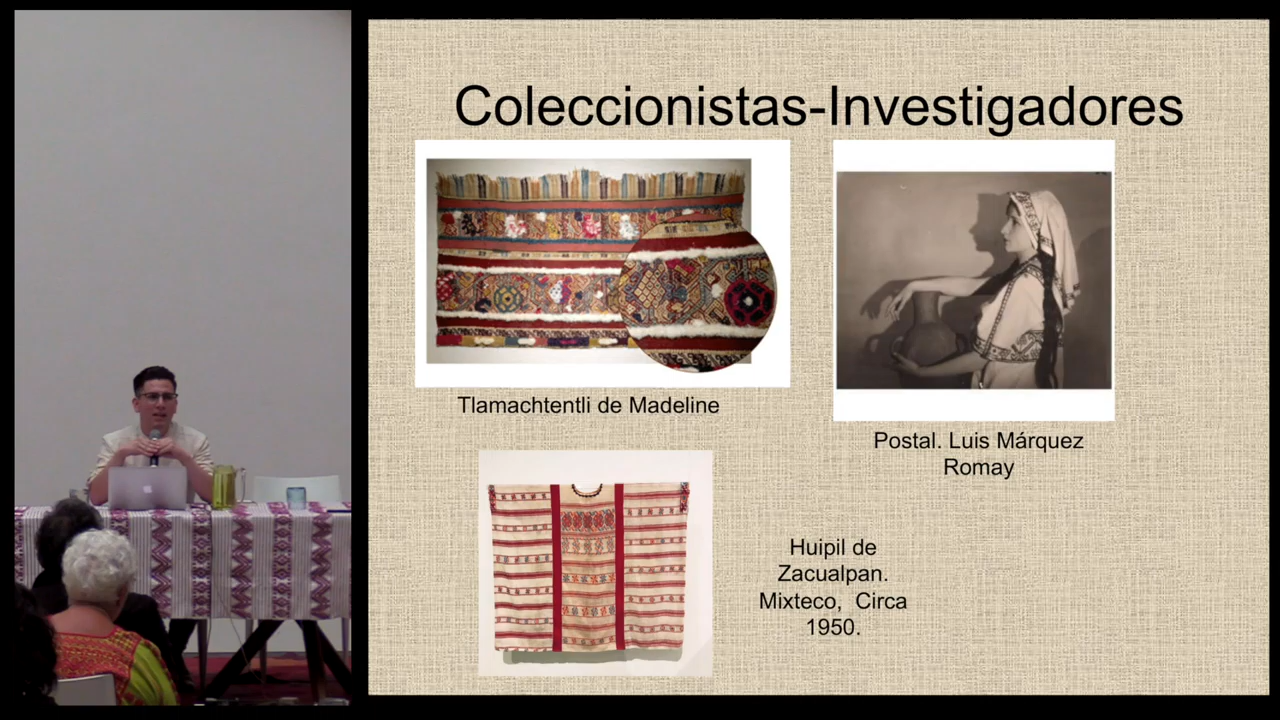 Coleccionistas-Investigadores
Tlamachtentli de Madeline
Postal. Luis Márquez
Romay
Huipil de
Zacualpan.
Mixteco, Circa
1950.